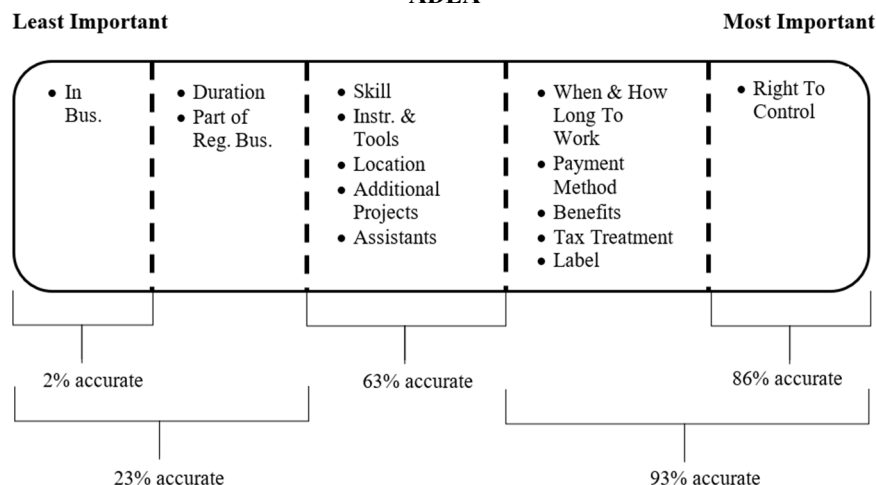 ADEA
Least Important
Most Important
• In
Bus.
• Duration
• Part of
Reg. Bus.
• Skill
• Instr. &
Tools
• Location
• Additional
Projects
• Assistants
• When & How
Long To
Work
• Payment
Method
• Benefits
• Tax Treatment
• Label
• Right To
Control
2% accurate
63% accurate
86% accurate
23% accurate
93% accurate